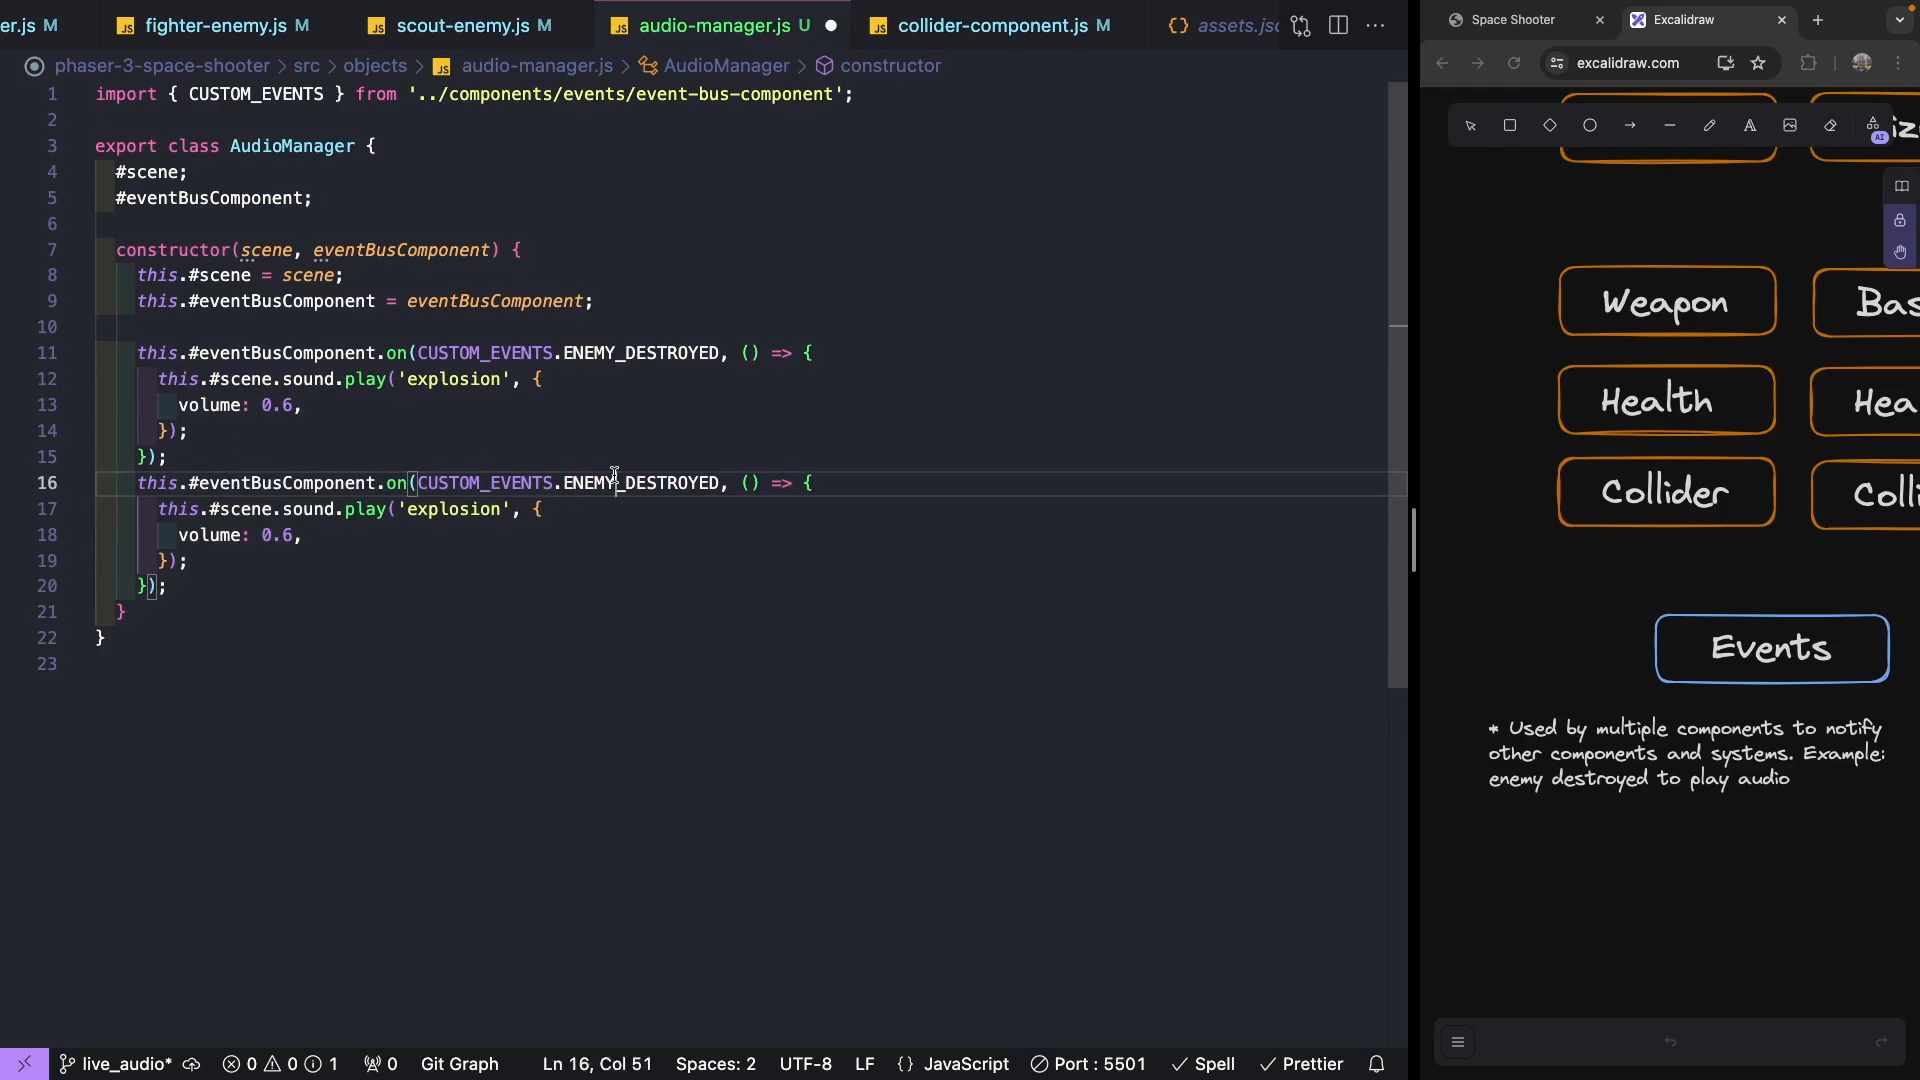 er.js M
fighter-enemy.js M
scout-enemy.js M
audio-manager.js U
collider-component.js M
phaser-3-space-shooter > src > objects > audio-manager.js > AudioManager > constructor
1 import { CUSTOM_EVENTS } from '../components/events/event-bus-component';
2
3 export class AudioManager {
4 #scene;
5 #eventBusComponent;
6
7 constructor(scene, eventBusComponent) {
8 this.#scene = scene;
9 this.#eventBusComponent = eventBusComponent;
10
11 this.#eventBusComponent.on(CUSTOM_EVENTS.ENEMY_DESTROYED, () => {
12 this.#scene.sound.play('explosion', {
13 volume: 0.6,
14 });
15 });
16 this.#eventBusComponent.on(CUSTOM_EVENTS.ENEMY_DESTROYED, () => {
17 this.#scene.sound.play('explosion', {
18 volume: 0.6,
19 });
20 });
21 }
22 }
23
live_audio* 0 0 1 0 Git Graph Ln 16, Col 51 Spaces: 2 UTF-8 LF {} JavaScript Port : 5501 Spell Prettier
Space Shooter
Excalidraw
excalidraw.com
AI
Weapon
Health
Collider
Events
* Used by multiple components to notify
other components and systems. Example:
enemy destroyed to play audio